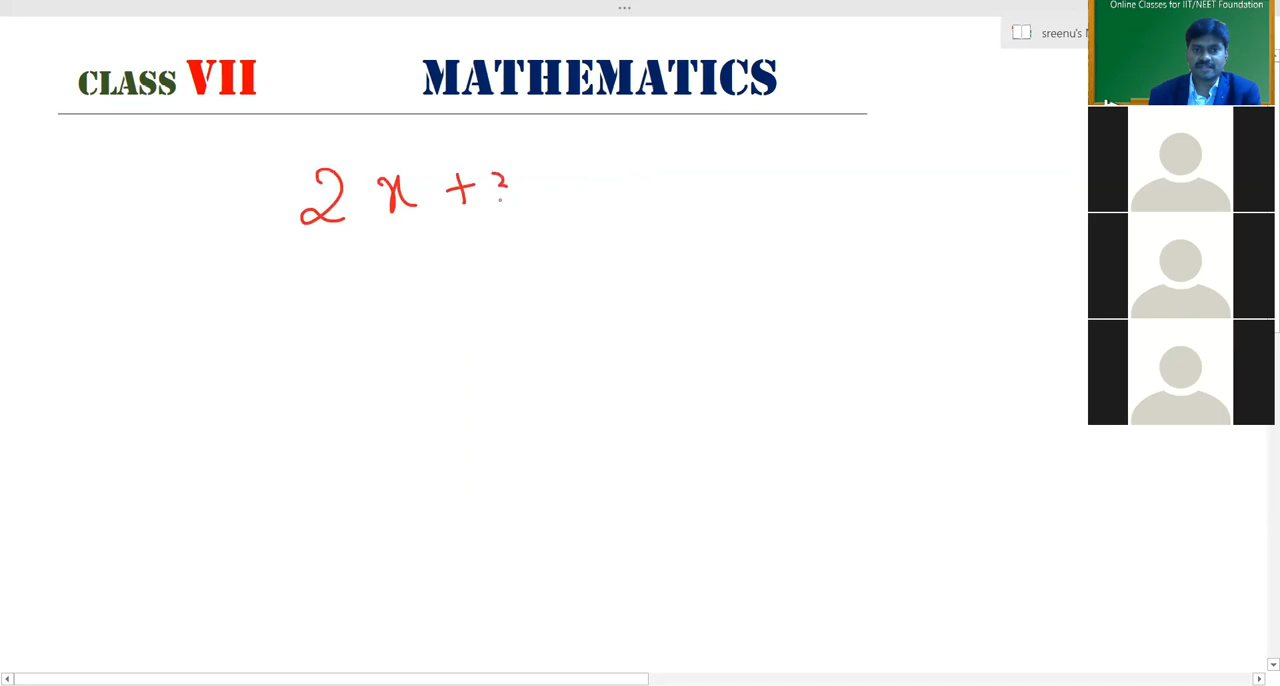 Online Classes for IIT/NEET Foundation
sreenu's
CLASS VII MATHEMATICS
2 x +